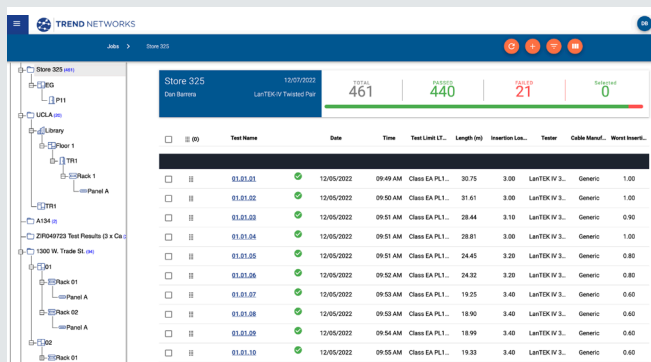 TREND NETWORKS
DB
Jobs > Store 325
Store 325 (461)
EG
P11
UCLA (20)
Library
Floor 1
TR1
Rack 1
Panel A
TR1
A134 (2)
ZIR049723 Test Results (3 x Ca
1300 W. Trade St. (94)
01
Rack 01
Panel A
Rack 02
Panel A
02
Rack 01
Store 325 12/07/2022
Dan Barrera LanTEK-IV Twisted Pair
TOTAL PASSED FAILED Selected
461 440 21 0
(0) Test Name Date Time Test Limit LT... Length (m) Insertion Los... Tester Cable Manuf... Worst Inserti...
01.01.01 12/05/2022 09:49 AM Class EA PL1... 30.75 3.00 LanTEK IV 3... Generic 1.00
01.01.02 12/05/2022 09:50 AM Class EA PL1... 31.61 3.00 LanTEK IV 3... Generic 1.00
01.01.03 12/05/2022 09:51 AM Class EA PL1... 28.44 3.10 LanTEK IV 3... Generic 0.90
01.01.04 12/05/2022 09:51 AM Class EA PL1... 28.81 3.00 LanTEK IV 3... Generic 1.00
01.01.05 12/05/2022 09:51 AM Class EA PL1... 24.45 3.20 LanTEK IV 3... Generic 0.80
01.01.06 12/05/2022 09:52 AM Class EA PL1... 24.32 3.20 LanTEK IV 3... Generic 0.80
01.01.07 12/05/2022 09:53 AM Class EA PL1... 19.25 3.40 LanTEK IV 3... Generic 0.60
01.01.08 12/05/2022 09:53 AM Class EA PL1... 18.90 3.40 LanTEK IV 3... Generic 0.60
01.01.09 12/05/2022 09:54 AM Class EA PL1... 18.99 3.40 LanTEK IV 3... Generic 0.60
01.01.10 12/05/2022 09:55 AM Class EA PL1... 19.33 3.40 LanTEK IV 3... Generic 0.60